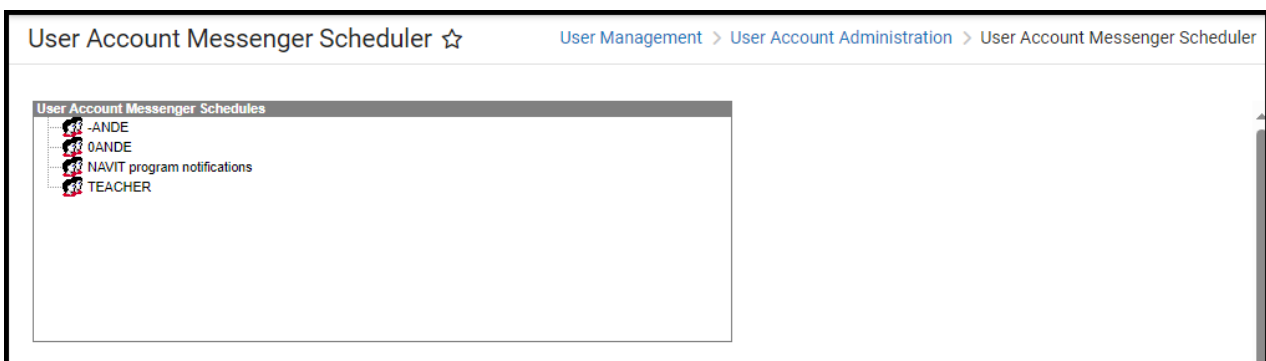 User Account Messenger Scheduler
User Management > User Account Administration > User Account Messenger Scheduler
User Account Messenger Schedules
-ANDE
0ANDE
NAVIT program notifications
TEACHER